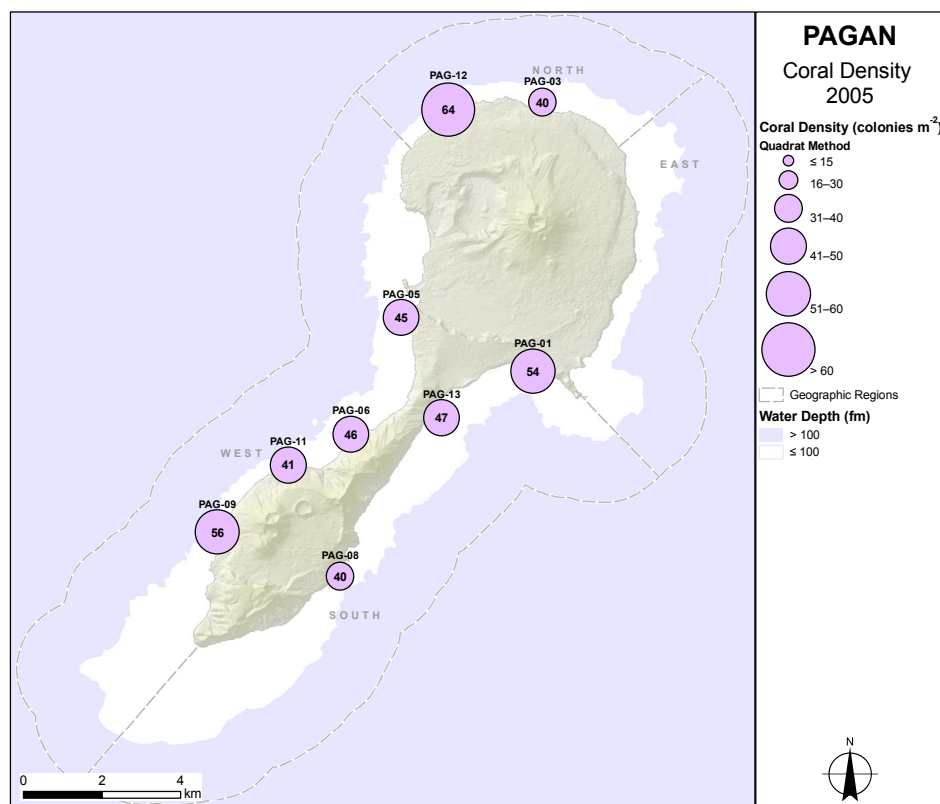 PAGAN
Coral Density
2005
Coral Density (colonies m-2)
Quadrat Method
≤ 15
16–30
31–40
41–50
51–60
> 60
Geographic Regions
Water Depth (fm)
> 100
≤ 100
N
NORTH
PAG-12
64
PAG-03
40
EAST
PAG-05
45
PAG-01
54
PAG-13
47
PAG-06
46
WEST
PAG-11
41
PAG-09
56
PAG-08
40
SOUTH
0 2 4
km